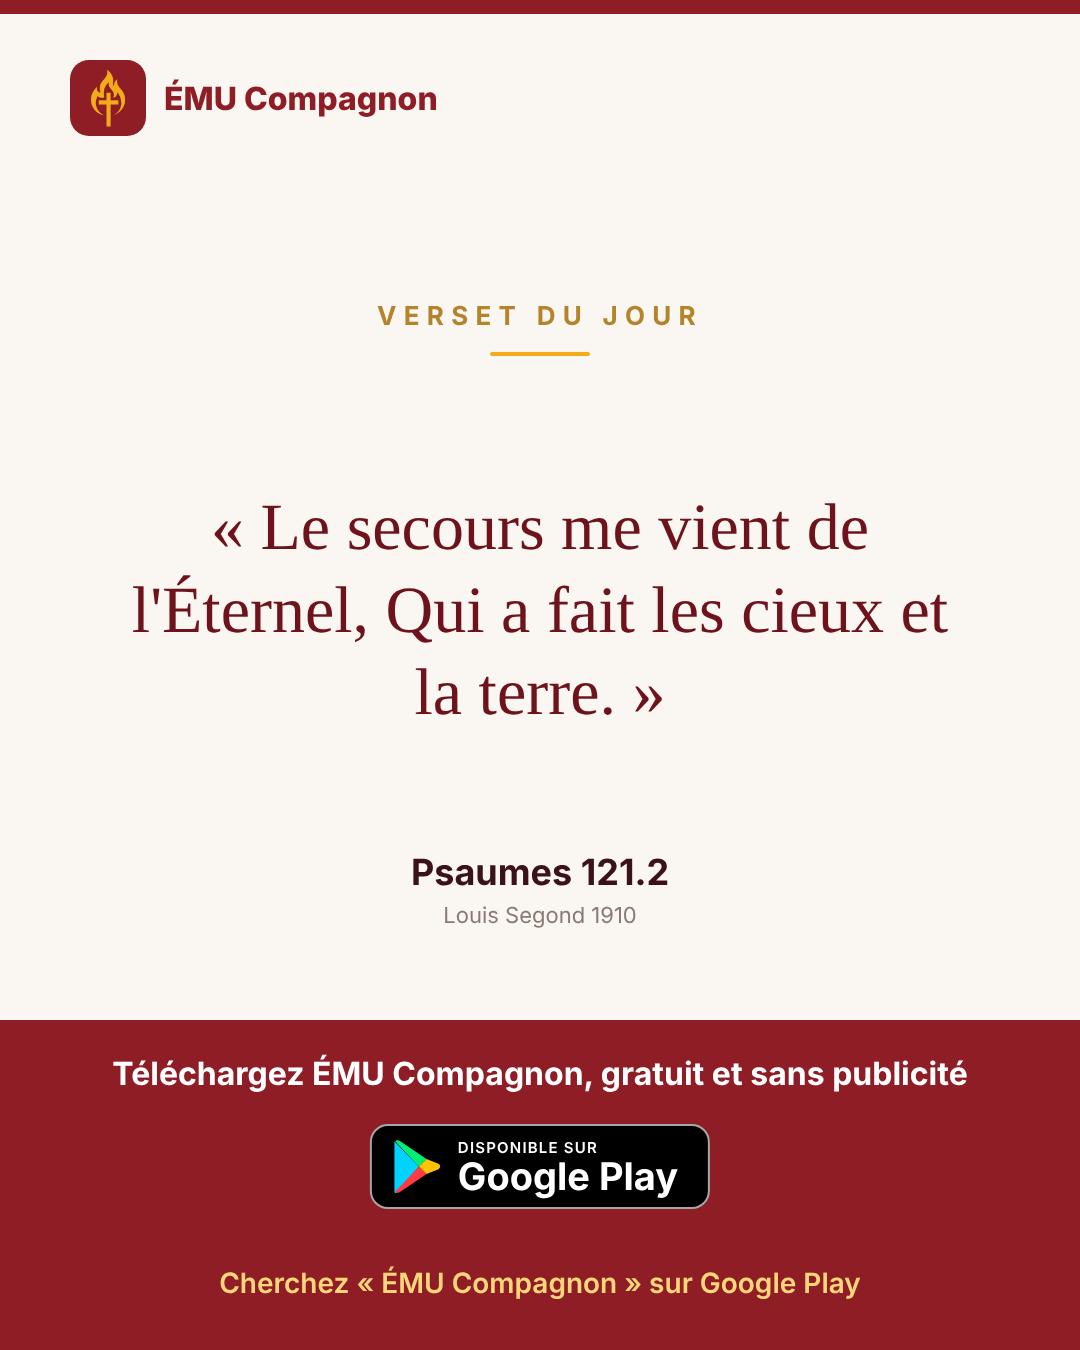 ÉMU Compagnon
VERSET DU JOUR
« Le secours me vient de
l'Éternel, Qui a fait les cieux et
la terre. »
Psaumes 121.2
Louis Segond 1910
Téléchargez ÉMU Compagnon, gratuit et sans publicité
DISPONIBLE SUR
Google Play
Cherchez « ÉMU Compagnon » sur Google Play